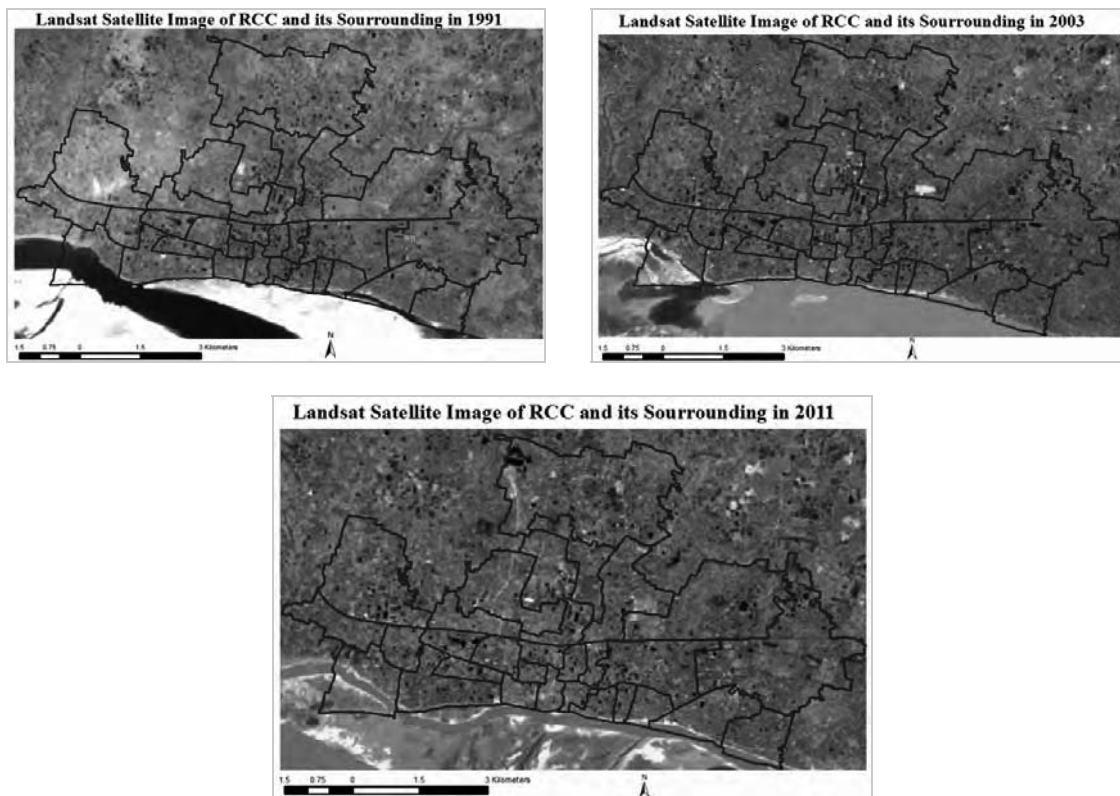 Landsat Satellite Image of RCC and its Sourrounding in 1991
1.5 0.75 0 1.5 3 Kilometers
N
Landsat Satellite Image of RCC and its Sourrounding in 2003
1.5 0.75 0 1.5 3 Kilometers
N
Landsat Satellite Image of RCC and its Sourrounding in 2011
1.5 0.75 0 1.5 3 Kilometers
N